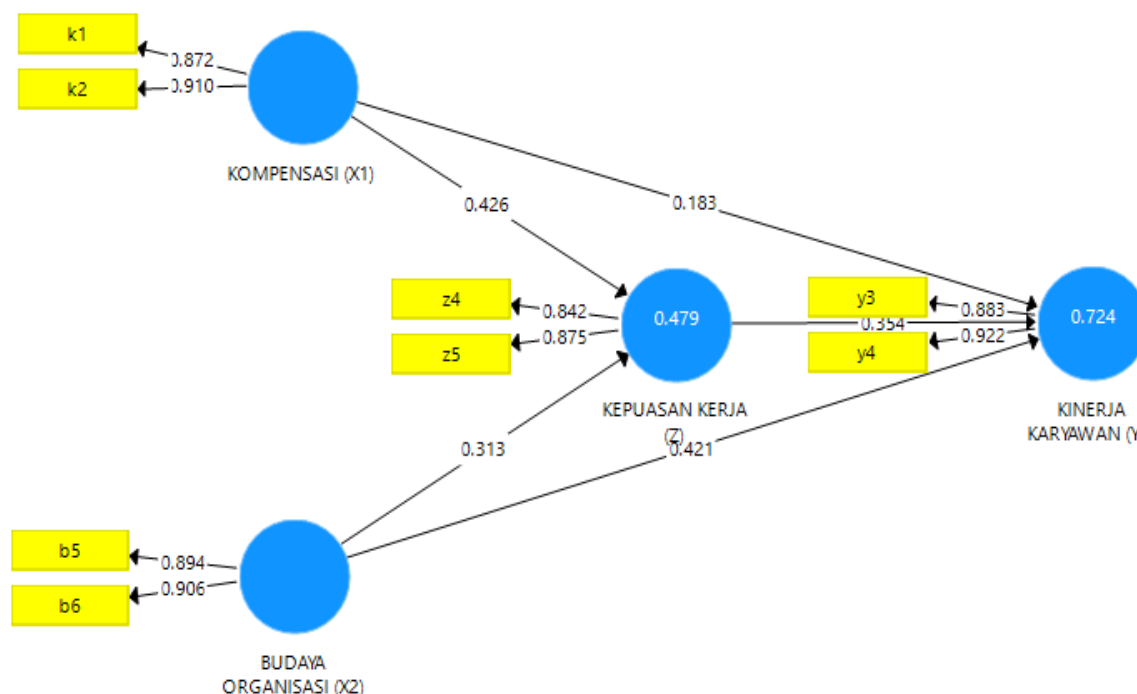 k1
0.872
k2
0.910
KOMPENSASI (X1)
0.183
0.426
z4
0.842
z5
0.875
0.479
y3
0.883
0.354
y4
0.922
0.724
KEPUASAN KERJA
(Z)
KINERJA
KARYAWAN (Y
0.313
0.421
b5
0.894
b6
0.906
BUDAYA
ORGANISASI (X2)